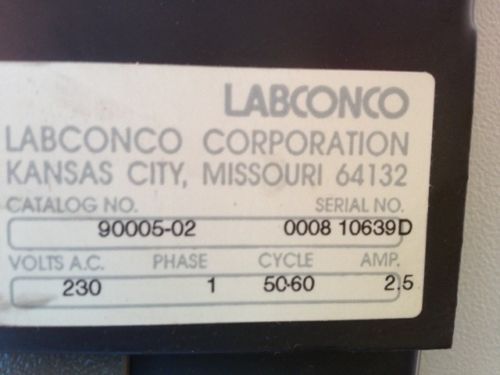 LABCONCO
LABCONCO CORPORATION
KANSAS CITY, MISSOURI 64132
CATALOG NO. SERIAL NO.
90005-02 0008 10639D
VOLTS A.C. PHASE CYCLE AMP.
230 1 50-60 2.5